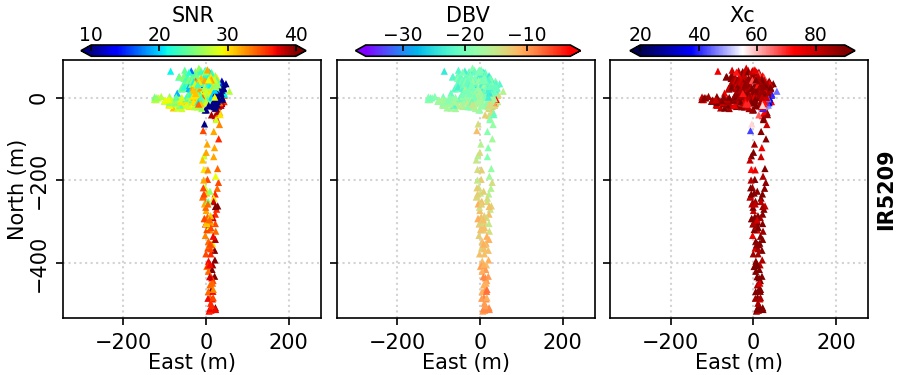 SNR DBV Xc
10 20 30 40 −30 −20 −10 20 40 60 80
0
−200
−400
North (m)
IR5209
−200 0 200 −200 0 200 −200 0 200
East (m) East (m) East (m)